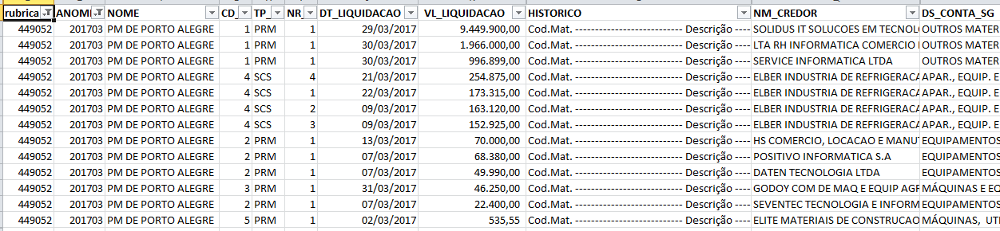 rubrica ANOM NOME CD_ TP_ NR_ DT_LIQUIDACAO VL_LIQUIDACAO HISTORICO NM_CREDOR DS_CONTA_SG
449052 201703 PM DE PORTO ALEGRE 1 PRM 1 29/03/2017 9.449.900,00 Cod.Mat. --------------------------- Descrição ---- SOLIDUS IT SOLUCOES EM TECNOL OUTROS MATER
449052 201703 PM DE PORTO ALEGRE 1 PRM 1 30/03/2017 1.966.000,00 Cod.Mat. --------------------------- Descrição ---- LTA RH INFORMATICA COMERCIO OUTROS MATER
449052 201703 PM DE PORTO ALEGRE 1 PRM 1 30/03/2017 996.899,00 Cod.Mat. --------------------------- Descrição ---- SERVICE INFORMATICA LTDA OUTROS MATER
449052 201703 PM DE PORTO ALEGRE 4 SCS 4 21/03/2017 254.875,00 Cod.Mat. --------------------------- Descrição ---- ELBER INDUSTRIA DE REFRIGERACA APAR., EQUIP. E
449052 201703 PM DE PORTO ALEGRE 4 SCS 1 22/03/2017 173.315,00 Cod.Mat. --------------------------- Descrição ---- ELBER INDUSTRIA DE REFRIGERACA APAR., EQUIP. E
449052 201703 PM DE PORTO ALEGRE 4 SCS 2 09/03/2017 163.120,00 Cod.Mat. --------------------------- Descrição ---- ELBER INDUSTRIA DE REFRIGERACA APAR., EQUIP. E
449052 201703 PM DE PORTO ALEGRE 4 SCS 3 09/03/2017 152.925,00 Cod.Mat. --------------------------- Descrição ---- ELBER INDUSTRIA DE REFRIGERACA APAR., EQUIP. E
449052 201703 PM DE PORTO ALEGRE 2 PRM 1 13/03/2017 70.000,00 Cod.Mat. --------------------------- Descrição ---- HS COMERCIO, LOCACAO E MANU EQUIPAMENTOS
449052 201703 PM DE PORTO ALEGRE 2 PRM 1 07/03/2017 68.380,00 Cod.Mat. --------------------------- Descrição ---- POSITIVO INFORMATICA S.A EQUIPAMENTOS
449052 201703 PM DE PORTO ALEGRE 2 PRM 1 07/03/2017 49.990,00 Cod.Mat. --------------------------- Descrição ---- DATEN TECNOLOGIA LTDA EQUIPAMENTOS
449052 201703 PM DE PORTO ALEGRE 3 PRM 1 31/03/2017 46.250,00 Cod.Mat. --------------------------- Descrição ---- GODOY COM DE MAQ E EQUIP AGR MÁQUINAS E EQ
449052 201703 PM DE PORTO ALEGRE 2 PRM 1 07/03/2017 22.400,00 Cod.Mat. --------------------------- Descrição ---- SEVENTEC TECNOLOGIA E INFORM EQUIPAMENTOS
449052 201703 PM DE PORTO ALEGRE 5 PRM 1 02/03/2017 535,55 Cod.Mat. --------------------------- Descrição ---- ELITE MATERIAIS DE CONSTRUCAO MÁQUINAS, UT